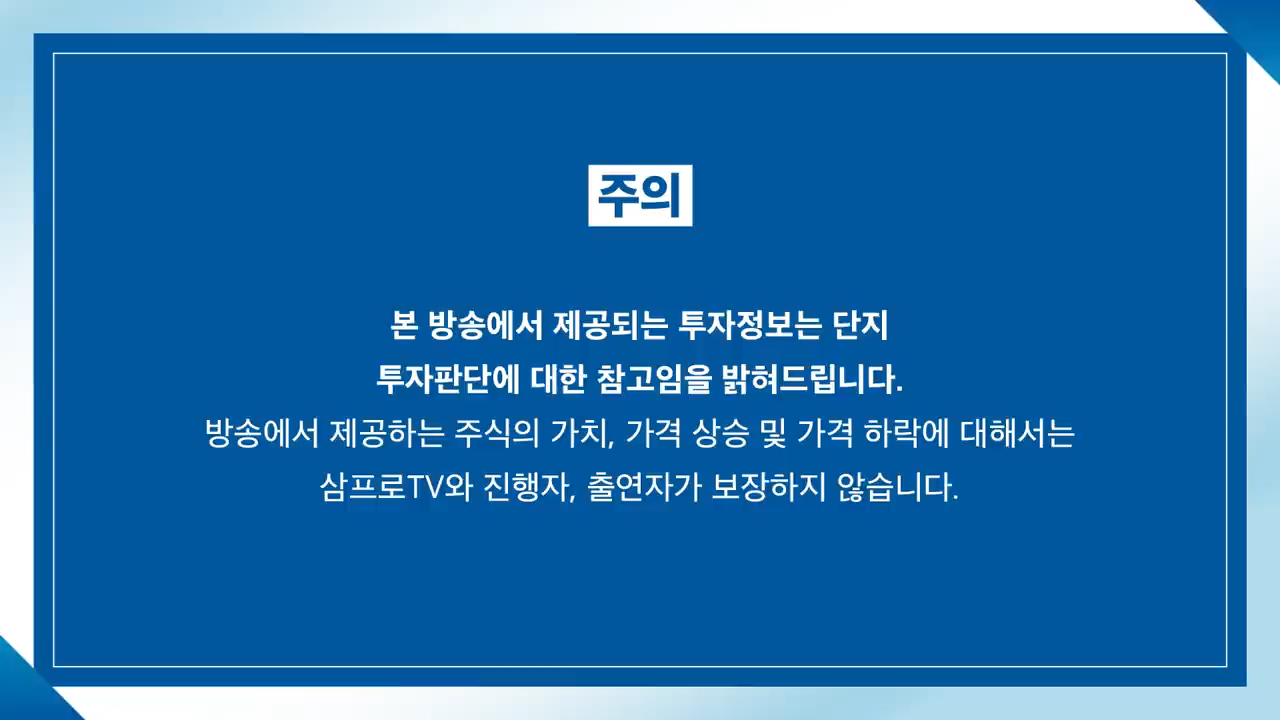 주의
본 방송에서 제공되는 투자정보는 단지
투자판단에 대한 참고임을 밝혀드립니다.
방송에서 제공하는 주식의 가치, 가격 상승 및 가격 하락에 대해서는
삼프로TV와 진행자, 출연자가 보장하지 않습니다.